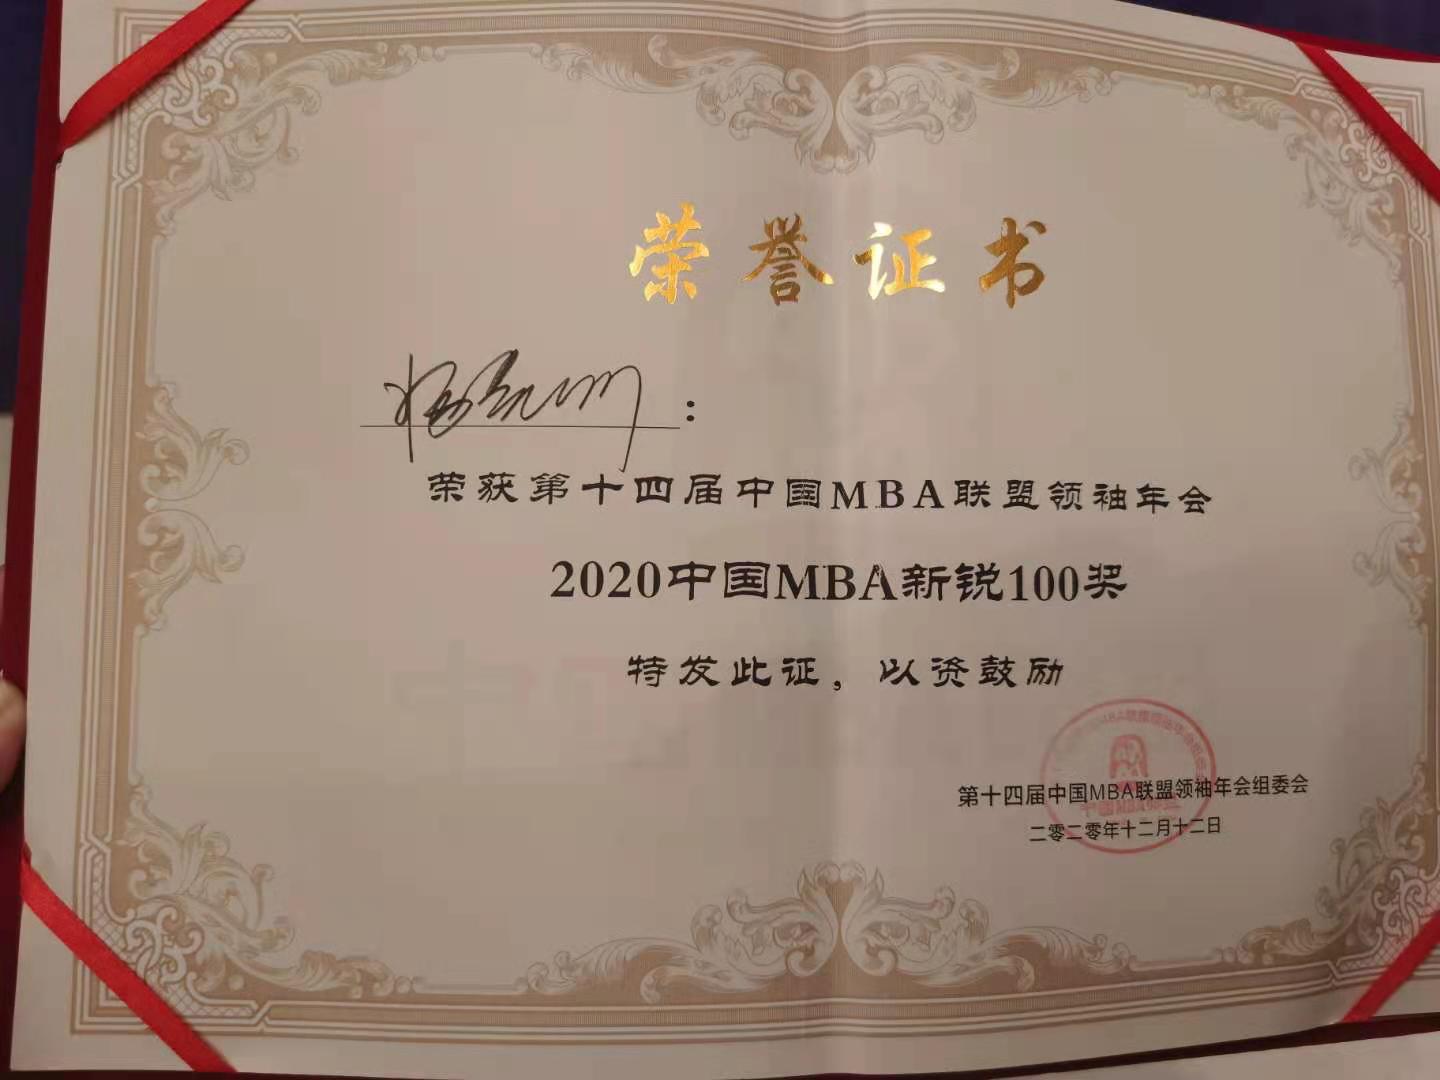 荣誉证书
:
荣获第十四届中国MBA联盟领袖年会
2020中国MBA新锐100奖
特发此证，以资鼓励
第十四届中国MBA联盟领袖年会组委会
二零二零年十二月十二日